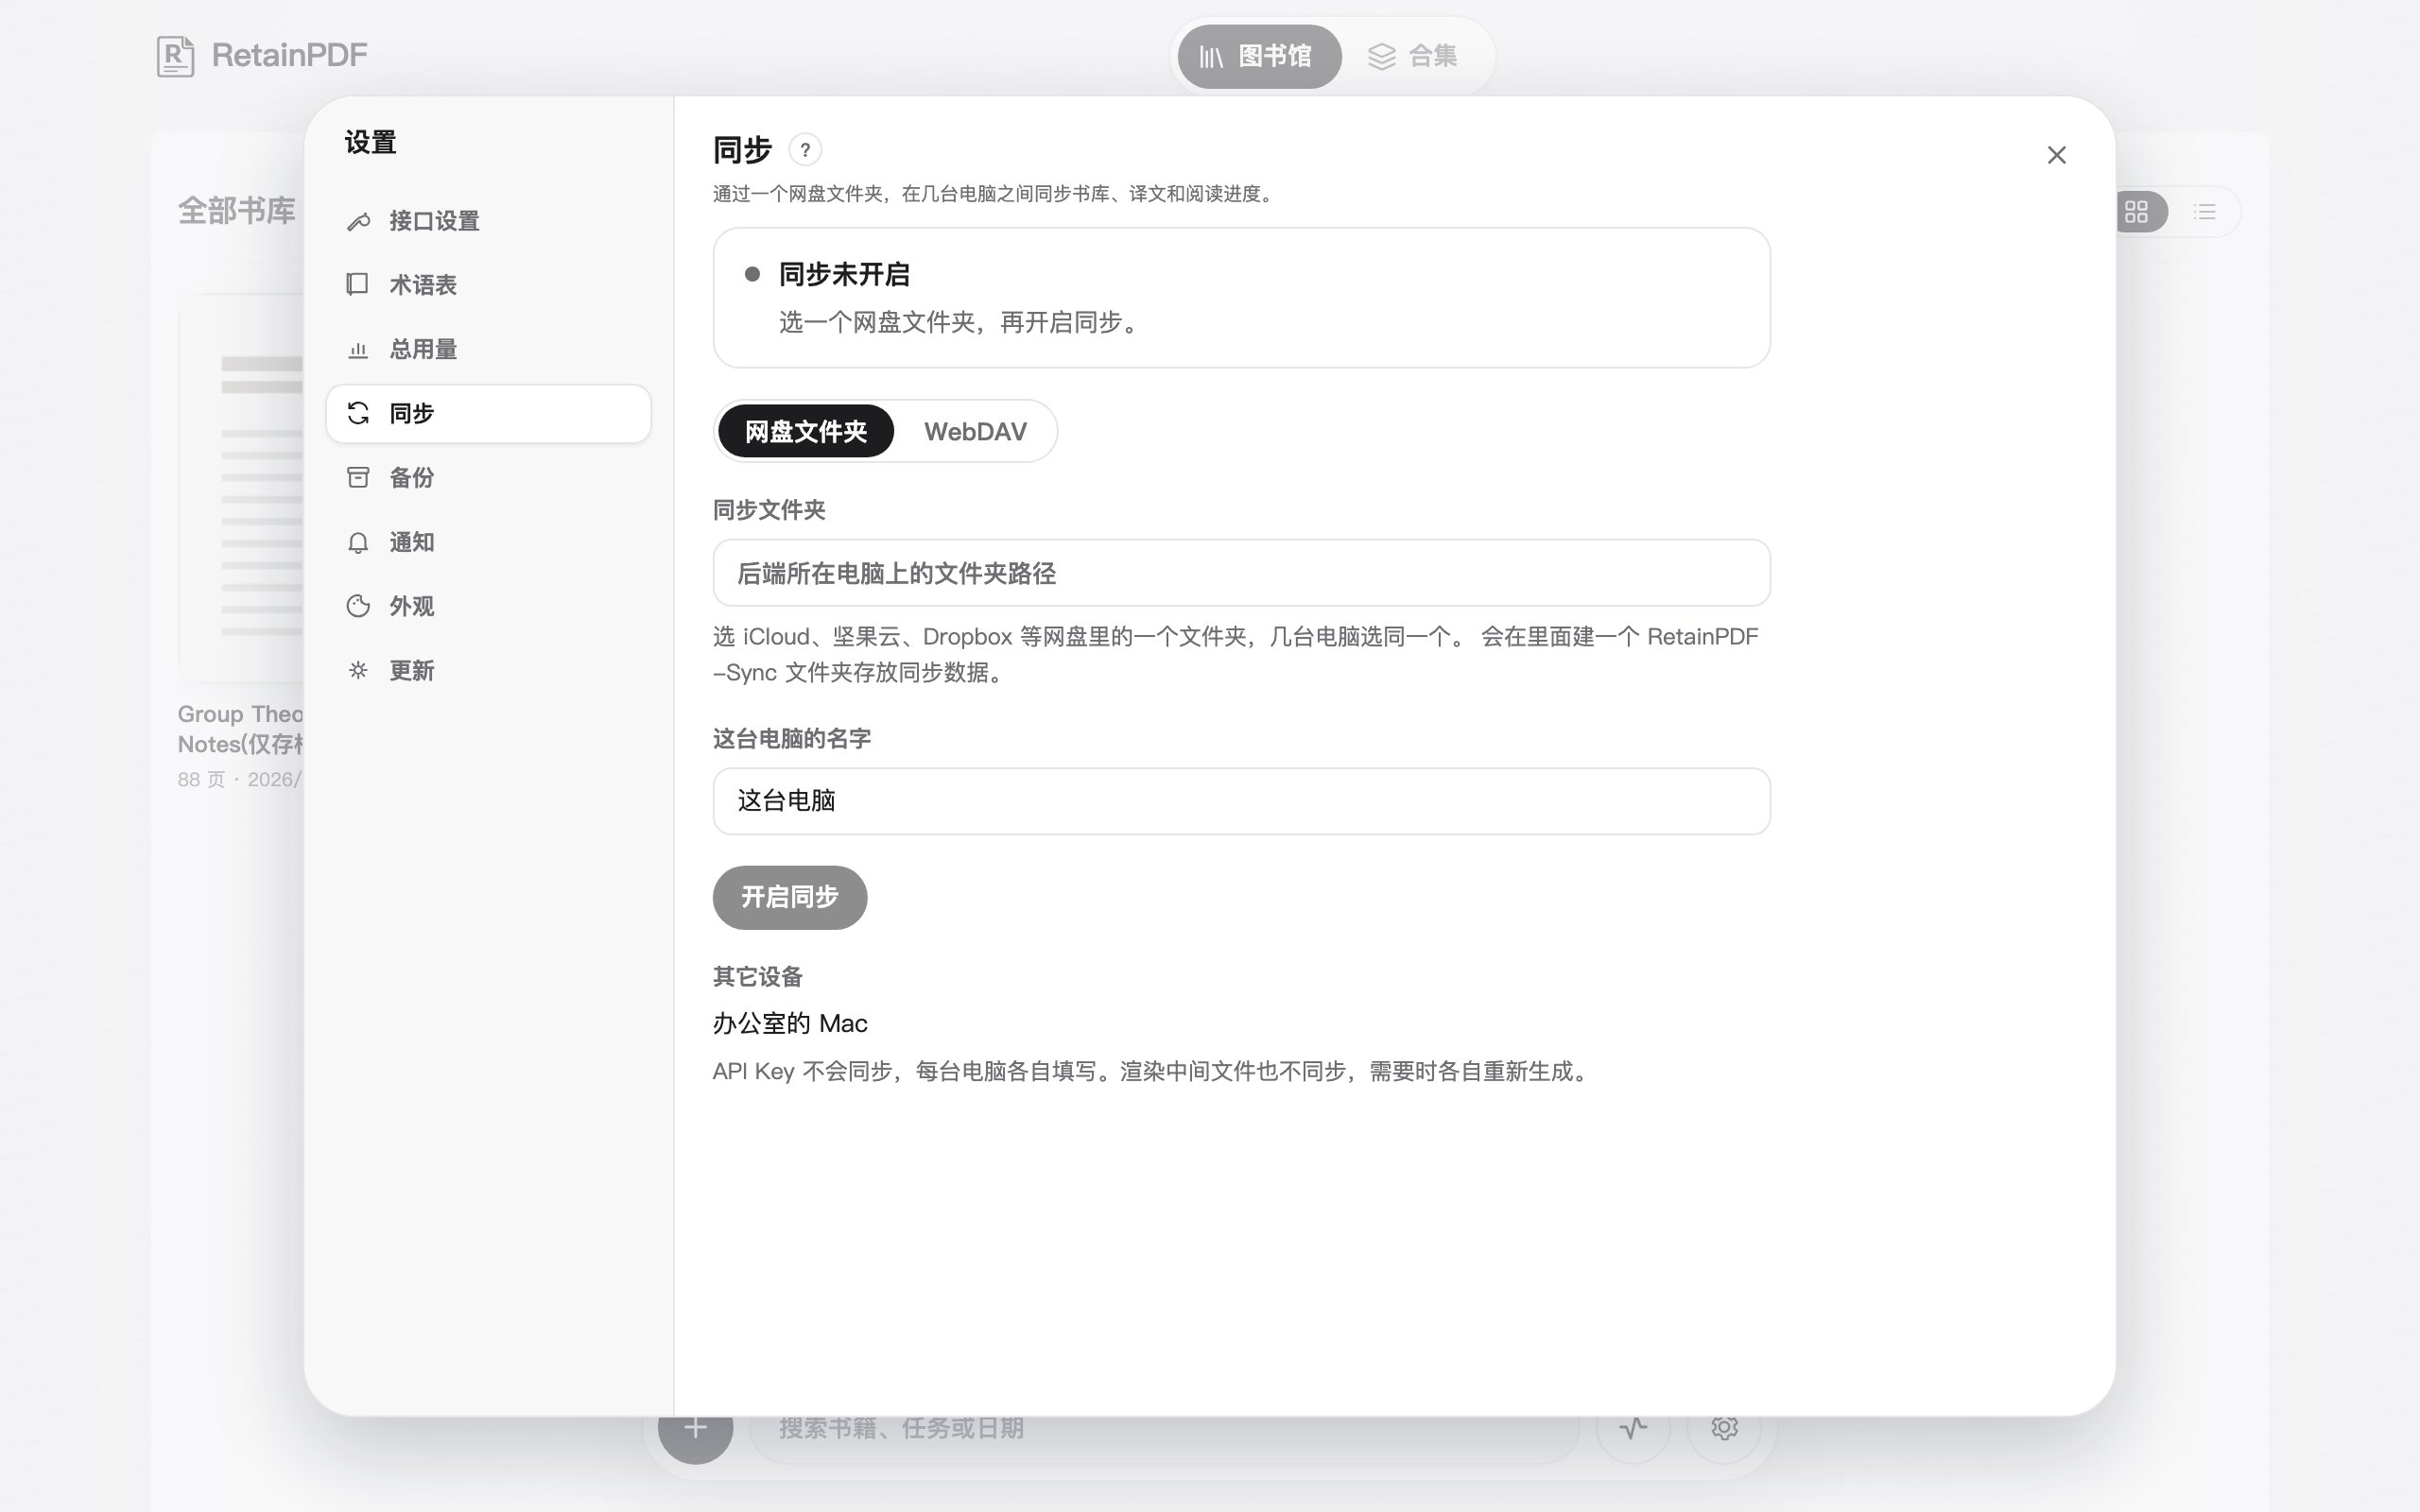 RetainPDF
图书馆
合集
全部书库
Group Theo
Notes(仅存
88 页 · 2026/
设置
接口设置
术语表
总用量
同步
备份
通知
外观
更新
同步 ?
通过一个网盘文件夹，在几台电脑之间同步书库、译文和阅读进度。
同步未开启
选一个网盘文件夹，再开启同步。
网盘文件夹
WebDAV
同步文件夹
后端所在电脑上的文件夹路径
选 iCloud、坚果云、Dropbox 等网盘里的一个文件夹，几台电脑选同一个。 会在里面建一个 RetainPDF
-Sync 文件夹存放同步数据。
这台电脑的名字
这台电脑
开启同步
其它设备
办公室的 Mac
API Key 不会同步，每台电脑各自填写。渲染中间文件也不同步，需要时各自重新生成。
搜索书籍、任务或日期